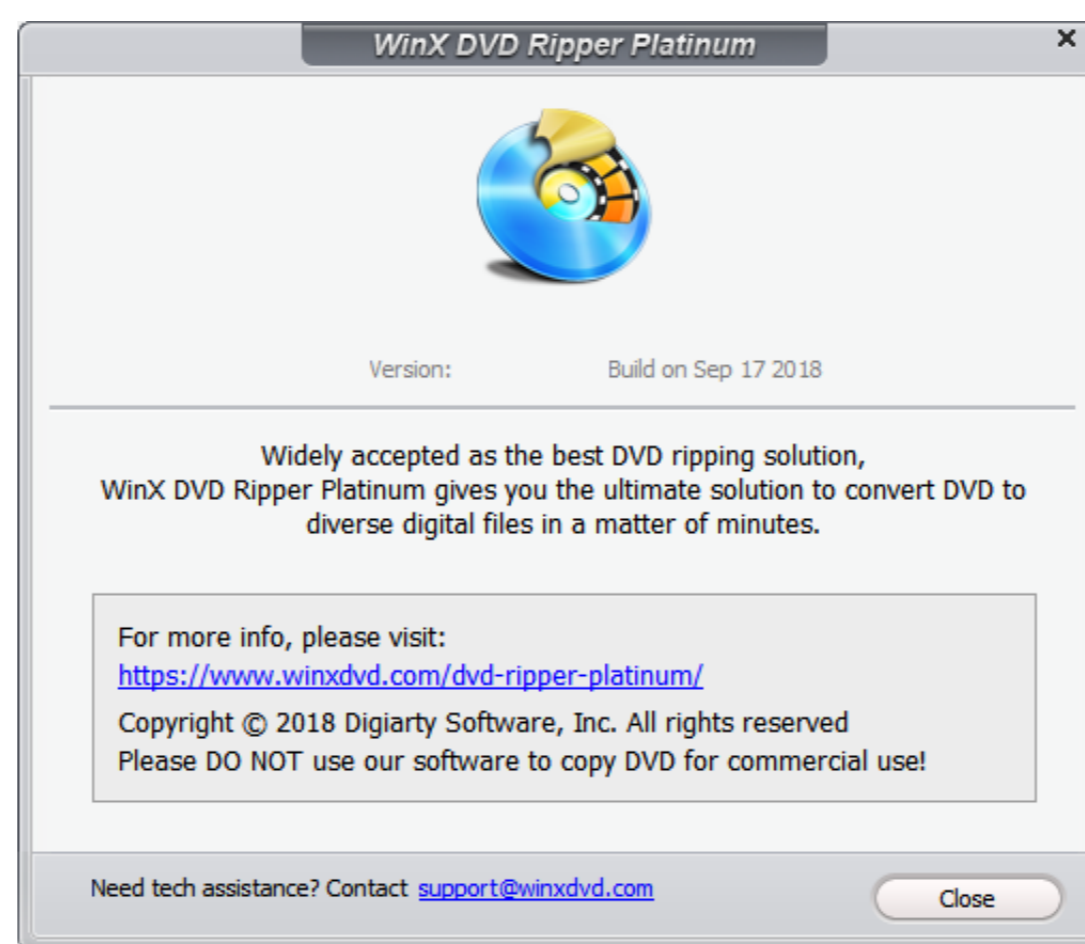 WinX DVD Ripper Platinum
Version: Build on Sep 17 2018
Widely accepted as the best DVD ripping solution,
WinX DVD Ripper Platinum gives you the ultimate solution to convert DVD to
diverse digital files in a matter of minutes.
For more info, please visit:
https://www.winxdvd.com/dvd-ripper-platinum/
Copyright © 2018 Digiarty Software, Inc. All rights reserved
Please DO NOT use our software to copy DVD for commercial use!
Need tech assistance? Contact support@winxdvd.com
Close